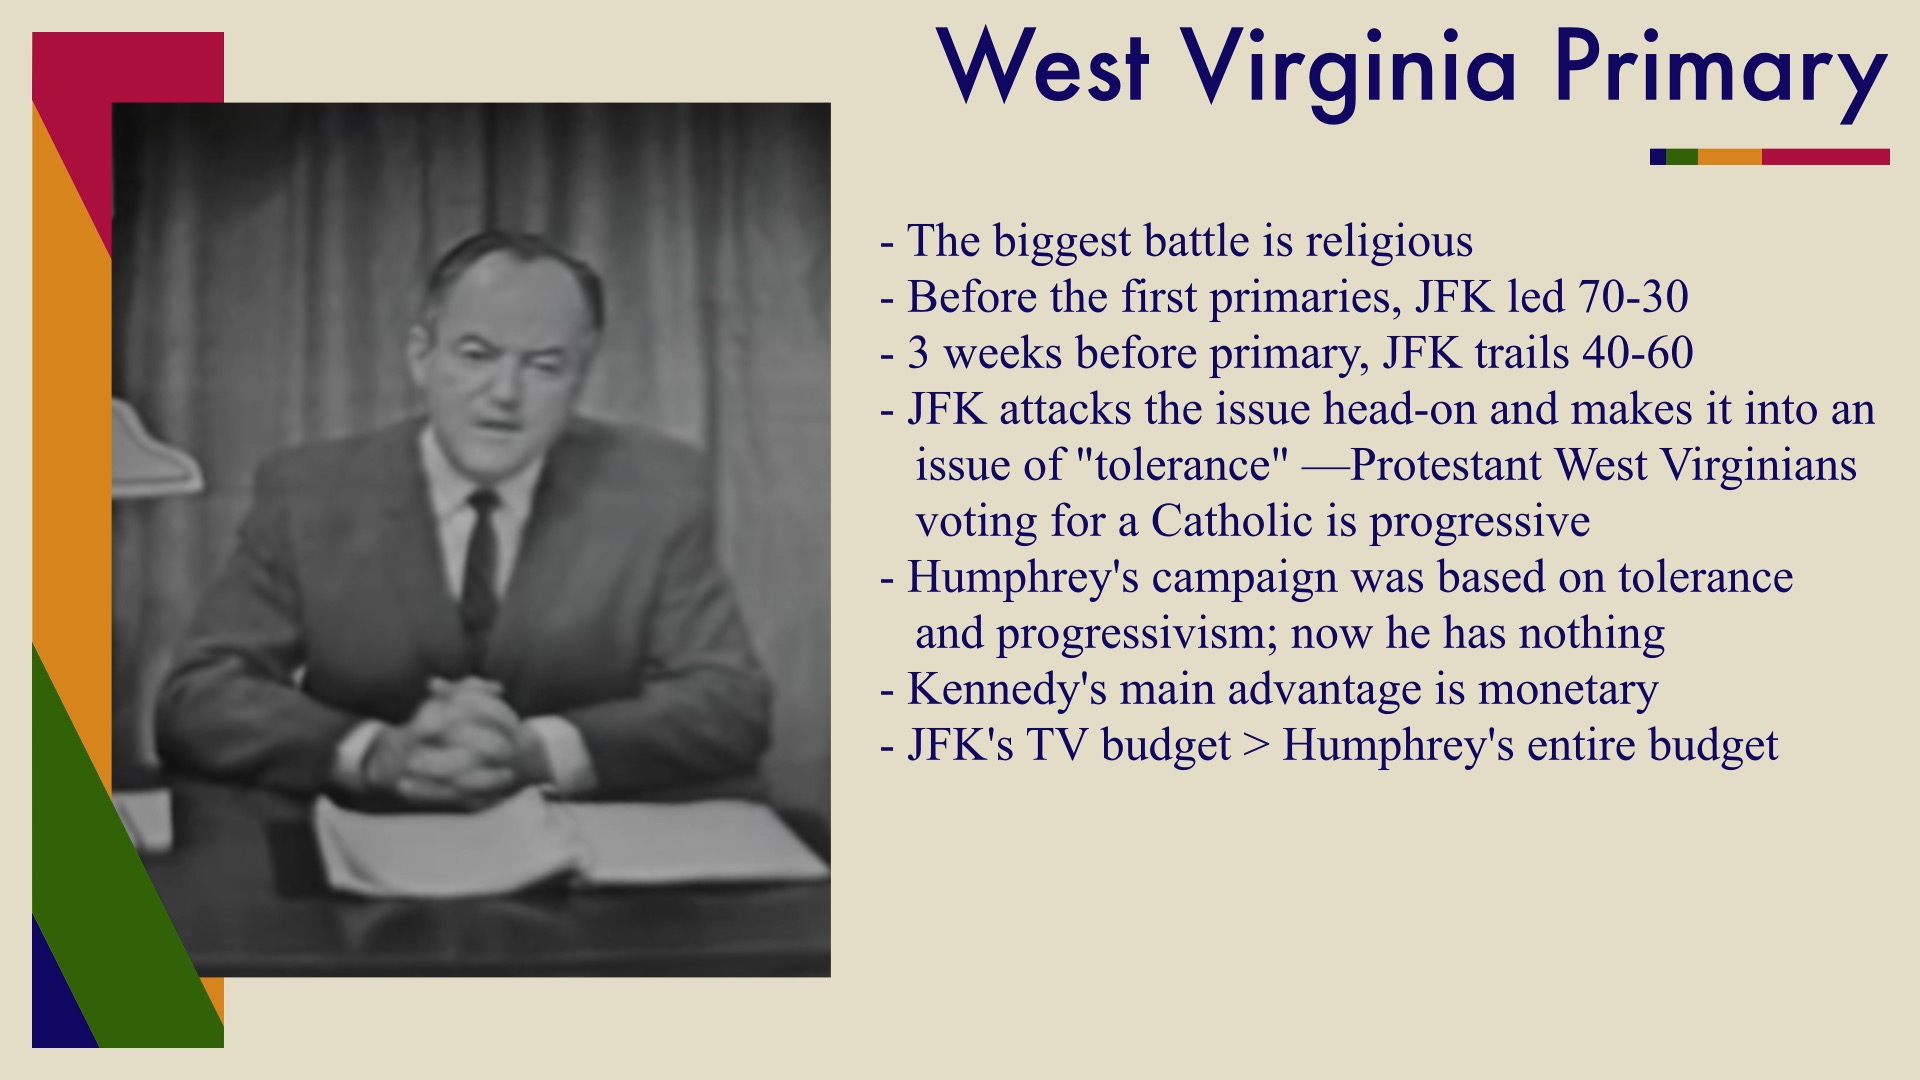 West Virginia Primary
- The biggest battle is religious
- Before the first primaries, JFK led 70-30
- 3 weeks before primary, JFK trails 40-60
- JFK attacks the issue head-on and makes it into an
issue of "tolerance" —Protestant West Virginians
voting for a Catholic is progressive
- Humphrey's campaign was based on tolerance
and progressivism; now he has nothing
- Kennedy's main advantage is monetary
- JFK's TV budget > Humphrey's entire budget